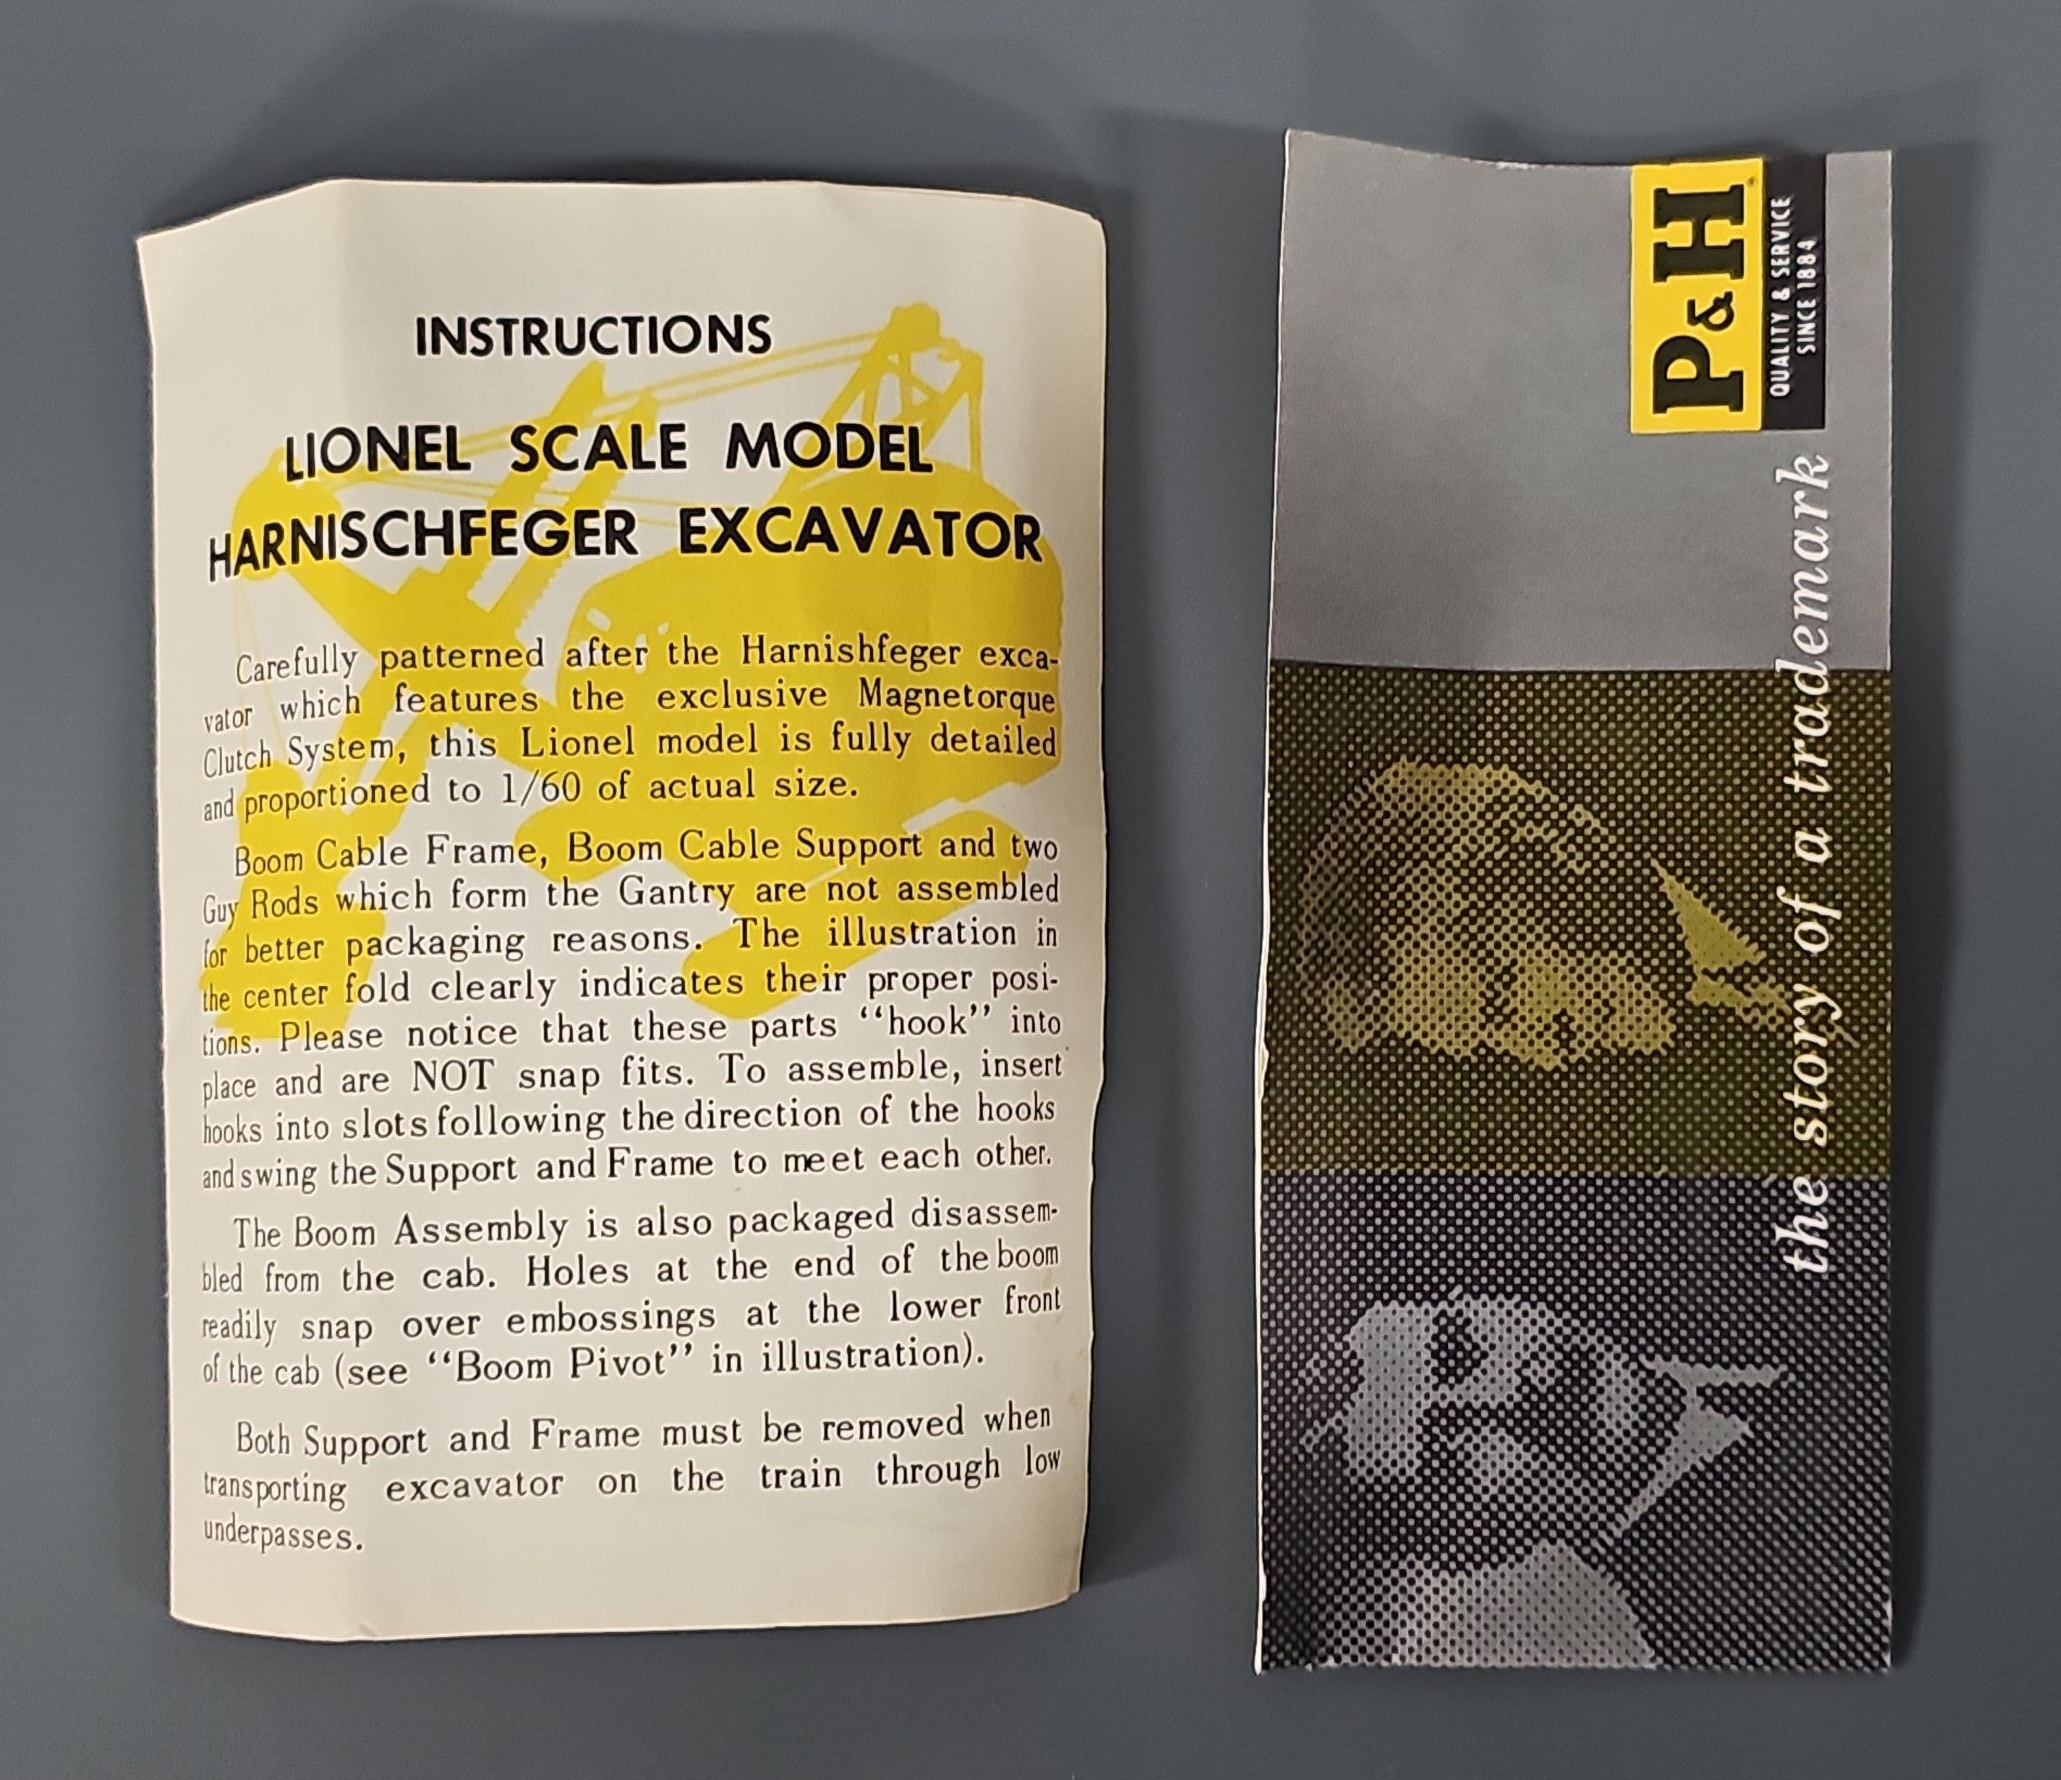 INSTRUCTIONS
LIONEL SCALE MODEL
HARNISCHFEGER EXCAVATOR
Carefully patterned after the Harnishfeger exca-
vator which features the exclusive Magnetorque
Clutch System, this Lionel model is fully detailed
and proportioned to 1/60 of actual size.
Boom Cable Frame, Boom Cable Support and two
Guy Rods which form the Gantry are not assembled
for better packaging reasons. The illustration in
the center fold clearly indicates their proper posi-
tions. Please notice that these parts "hook" into
place and are NOT snap fits. To assemble, insert
hooks into slots following the direction of the hooks
and swing the Support and Frame to meet each other.
The Boom Assembly is also packaged disassem-
bled from the cab. Holes at the end of the boom
readily snap over embossings at the lower front
of the cab (see "Boom Pivot" in illustration).
Both Support and Frame must be removed when
transporting excavator on the train through low
underpasses.
P&H®
QUALITY & SERVICE
SINCE 1884
the story of a trademark